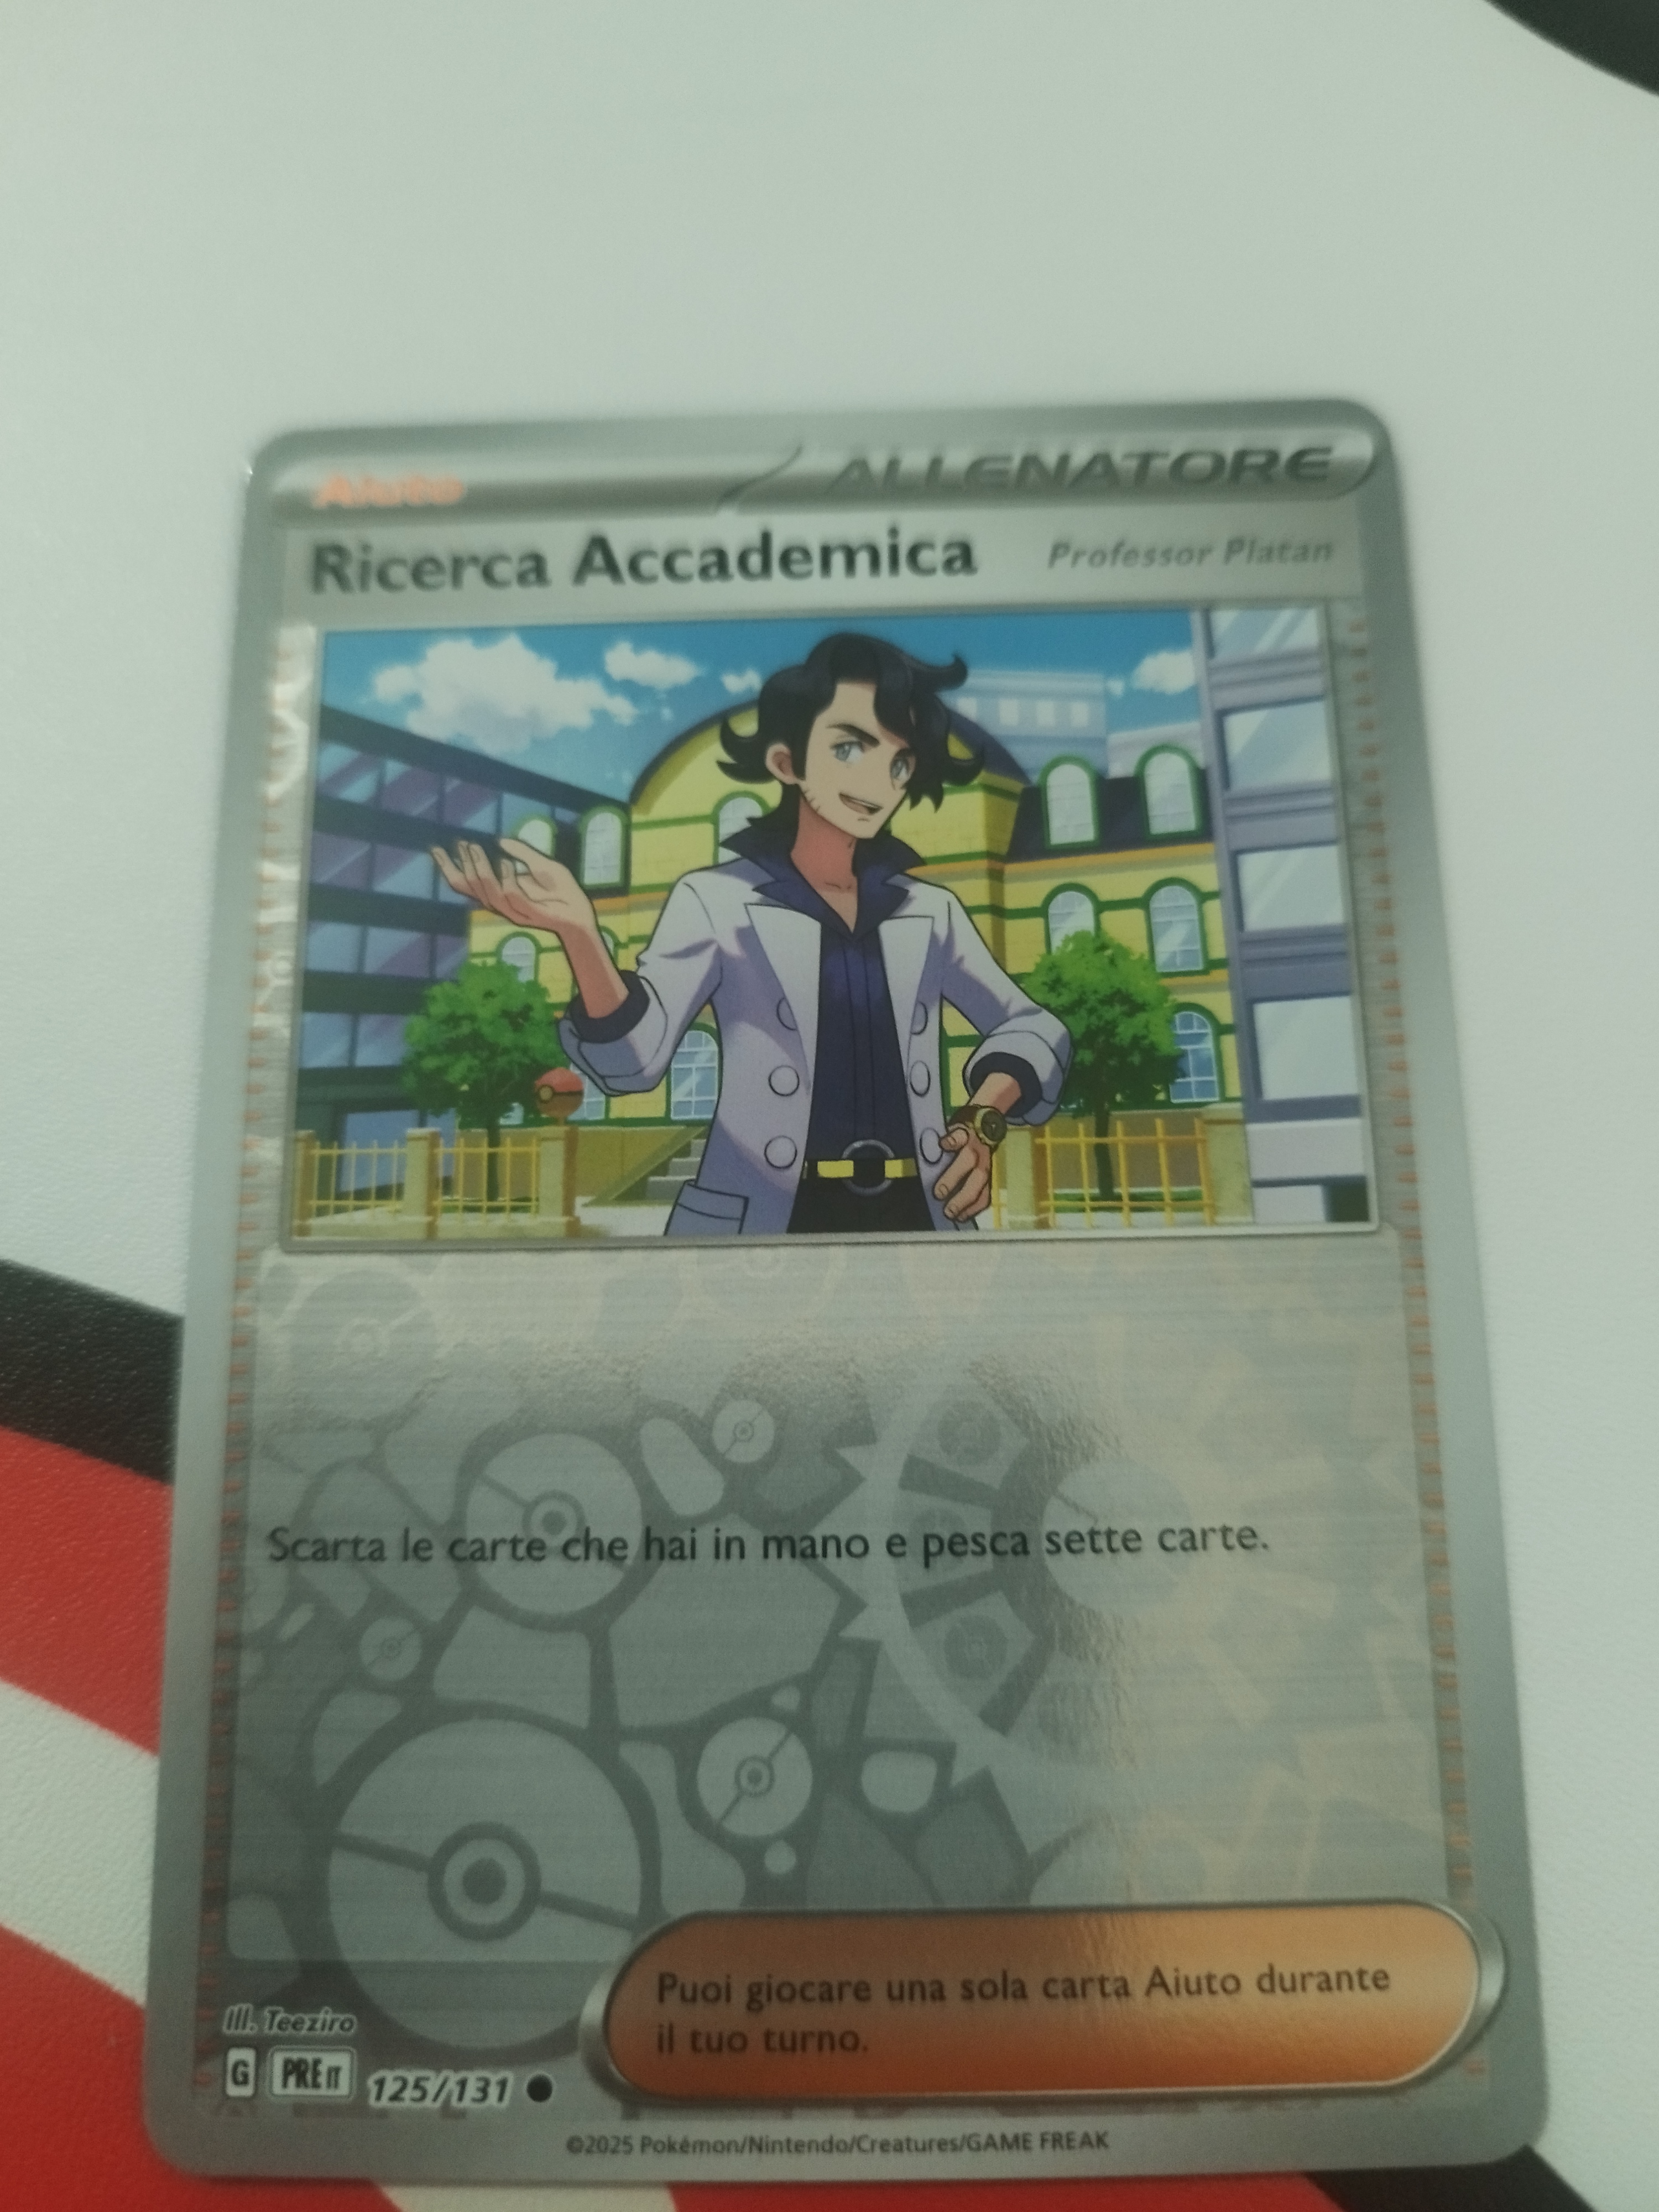 Aiuto
ALLENATORE
Ricerca Accademica
Professor Platan
Scarta le carte che hai in mano e pesca sette carte.
Puoi giocare una sola carta Aiuto durante
il tuo turno.
Ill. Teeziro
G PRE IT 125/131
©2025 Pokémon/Nintendo/Creatures/GAME FREAK